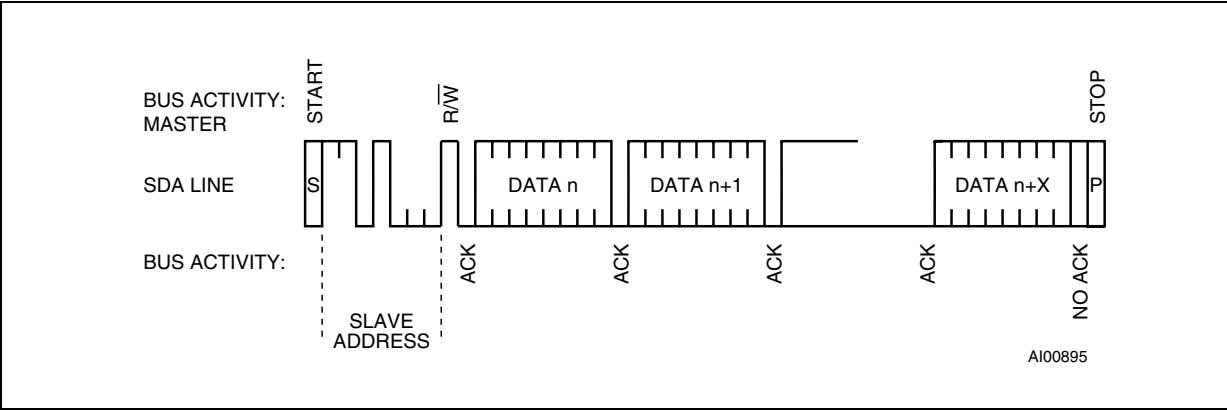 BUS ACTIVITY:
MASTER
START
R/W
STOP
SDA LINE
S
DATA n
DATA n+1
DATA n+X
P
BUS ACTIVITY:
ACK
ACK
ACK
ACK
NO ACK
SLAVE
ADDRESS
AI00895